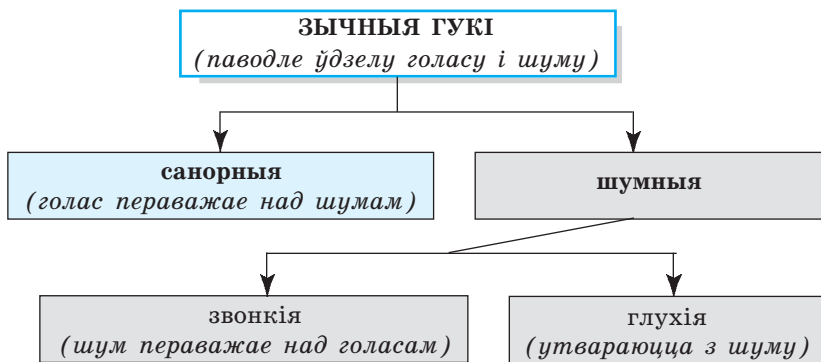 ЗЫЧНЫЯ ГУКІ
(паводле ўдзелу голасу і шуму)
санорныя
(голас пераважае над шумам)
шумныя
звонкія
(шум пераважае над голасам)
глухія
(утвараюцца з шуму)